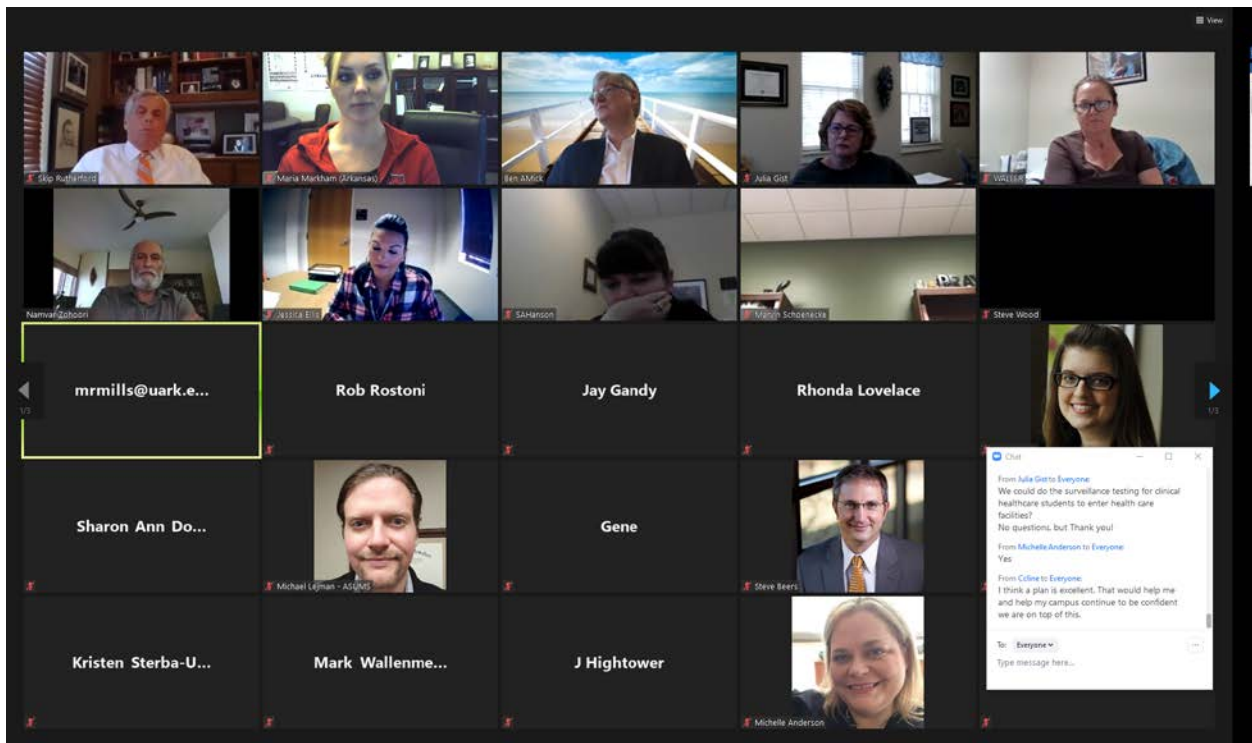 View
Skip Rutherford
Maria Markham (Arkansas)
Ben AMick
Julia Gist
WALLER
Namvar Zohoori
Jessica Ellis
SAHanson
Marvin Schoenecke
Steve Wood
mrmills@uark.e...
Rob Rostoni
Jay Gandy
Rhonda Lovelace
1/3
1/3
Sharon Ann Do...
Michael Lejman - ASUMS
Gene
Steve Beers
Kristen Sterba-U...
Mark Wallenme...
J Hightower
Michelle Anderson
Chat
From Julia Gist to Everyone:
We could do the surveillance testing for clinical
healthcare students to enter health care
facilities?
No questions, but Thank you!
From Michelle Anderson to Everyone:
Yes
From Ccline to Everyone:
I think a plan is excellent. That would help me
and help my campus continue to be confident
we are on top of this.
To: Everyone
Type message here...